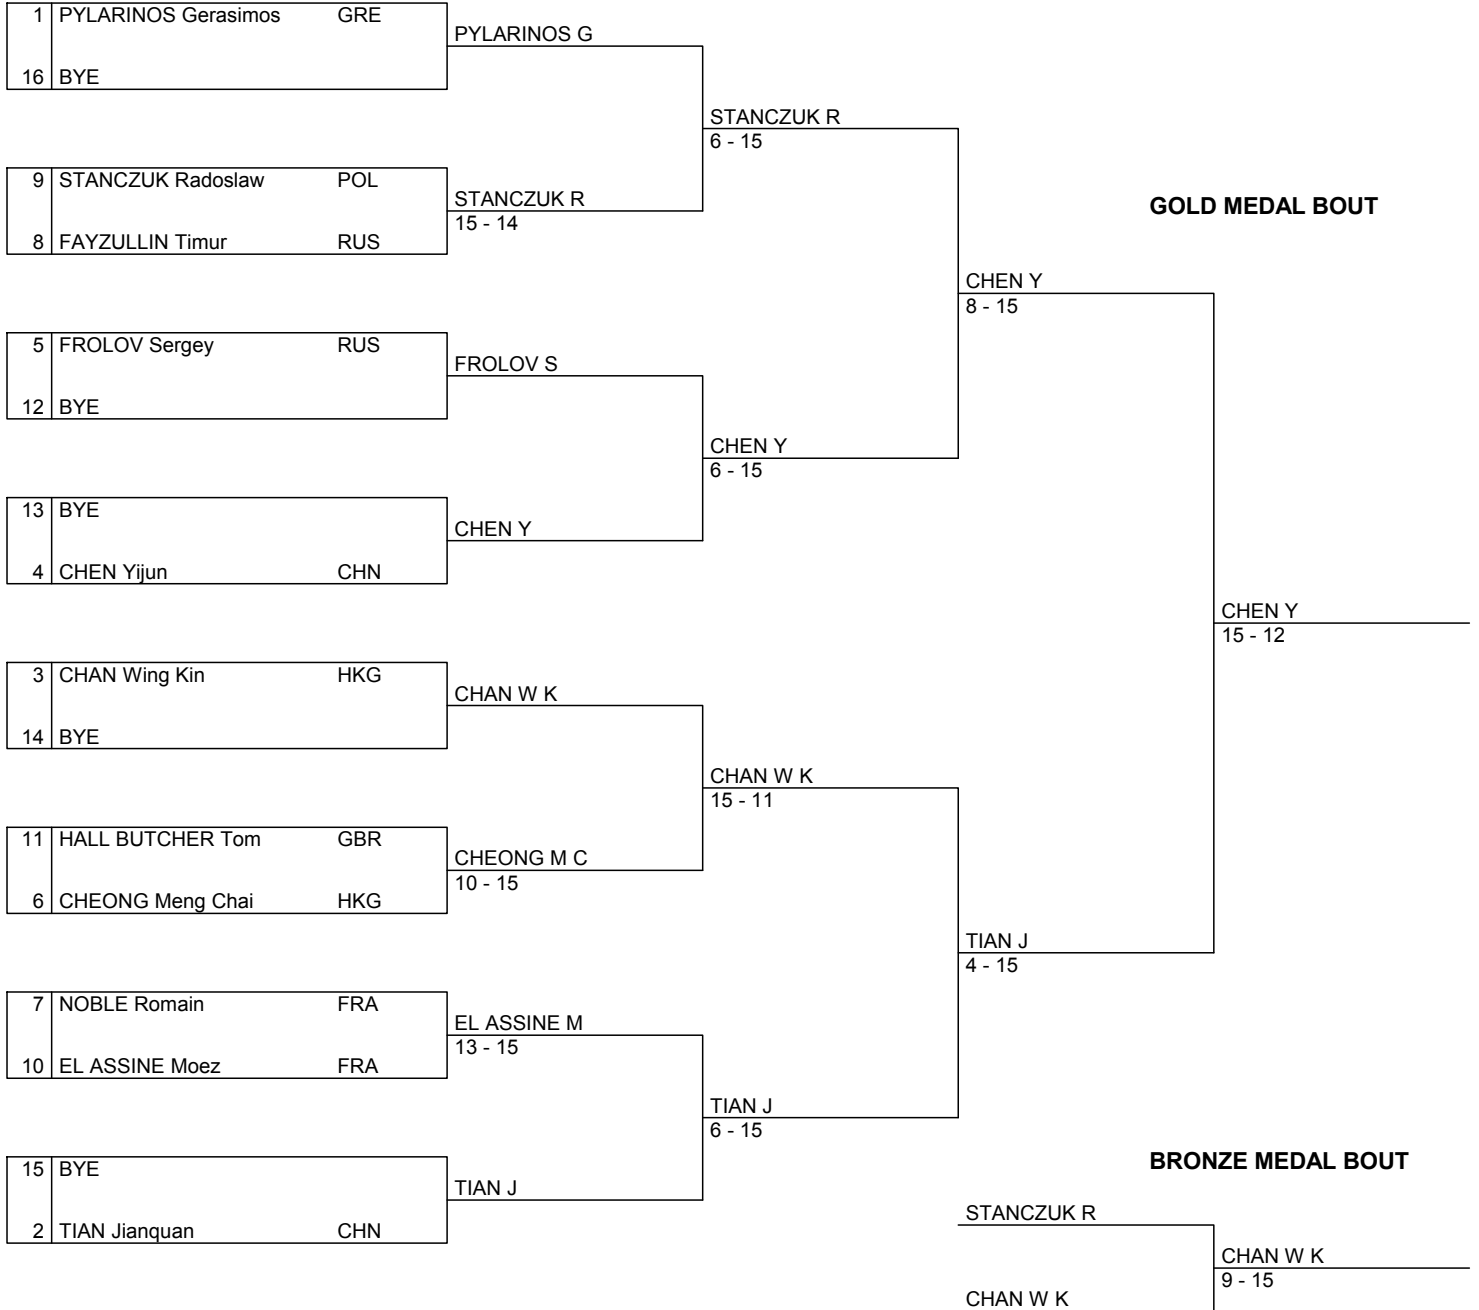 1 PYLARINOS Gerasimos GRE
PYLARINOS G
16 BYE
STANCZUK R
6 - 15
9 STANCZUK Radoslaw POL
STANCZUK R
15 - 14
8 FAYZULLIN Timur RUS
GOLD MEDAL BOUT
CHEN Y
8 - 15
5 FROLOV Sergey RUS
FROLOV S
12 BYE
CHEN Y
6 - 15
13 BYE
CHEN Y
4 CHEN Yijun CHN
CHEN Y
15 - 12
3 CHAN Wing Kin HKG
CHAN W K
14 BYE
CHAN W K
15 - 11
11 HALL BUTCHER Tom GBR
CHEONG M C
10 - 15
6 CHEONG Meng Chai HKG
TIAN J
4 - 15
7 NOBLE Romain FRA
EL ASSINE M
13 - 15
10 EL ASSINE Moez FRA
TIAN J
6 - 15
15 BYE
BRONZE MEDAL BOUT
TIAN J
2 TIAN Jianquan CHN
STANCZUK R
CHAN W K
9 - 15
CHAN W K